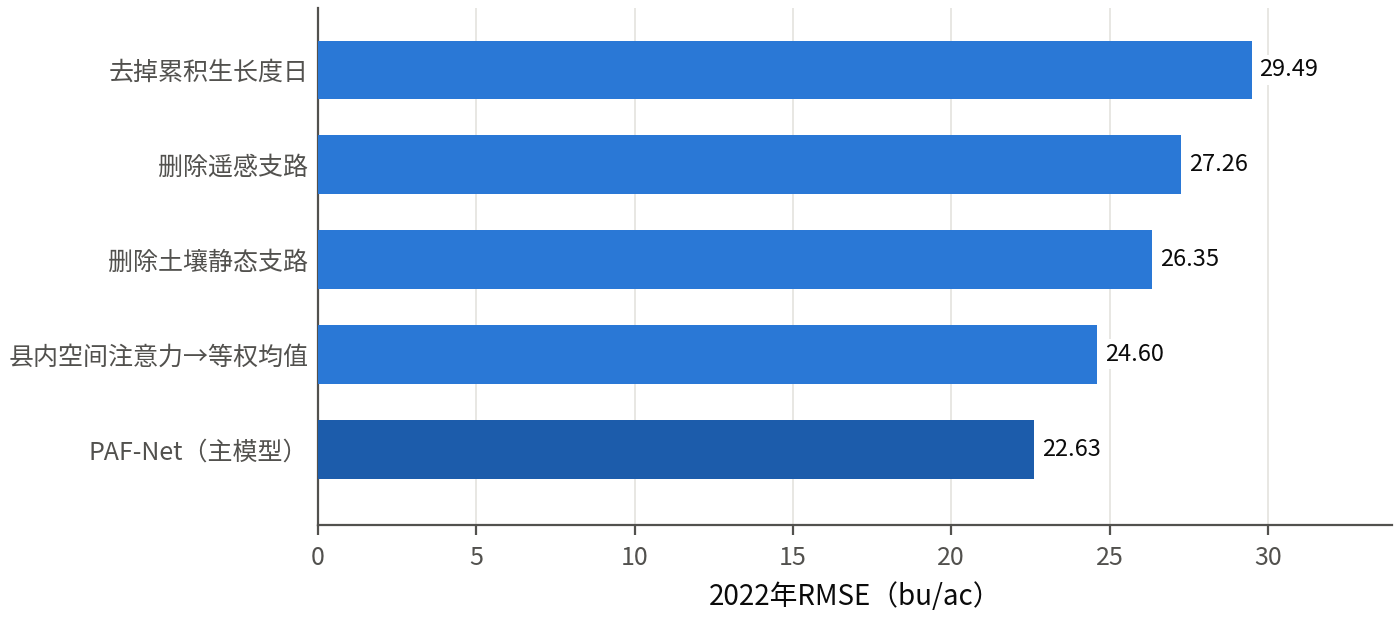 去掉累积生长度日
29.49
删除遥感支路
27.26
删除土壤静态支路
26.35
县内空间注意力→等权均值
24.60
PAF-Net（主模型）
22.63
0 5 10 15 20 25 30
2022年RMSE（bu/ac）